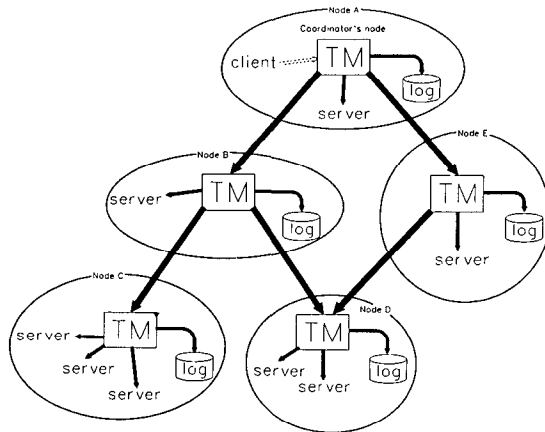 Node A
Coordinator's node
client
TM
log
server
Node E
Node B
TM
server
log
TM
log
server
Node C
Node D
TM
server
log
server
server
TM
log
server
server